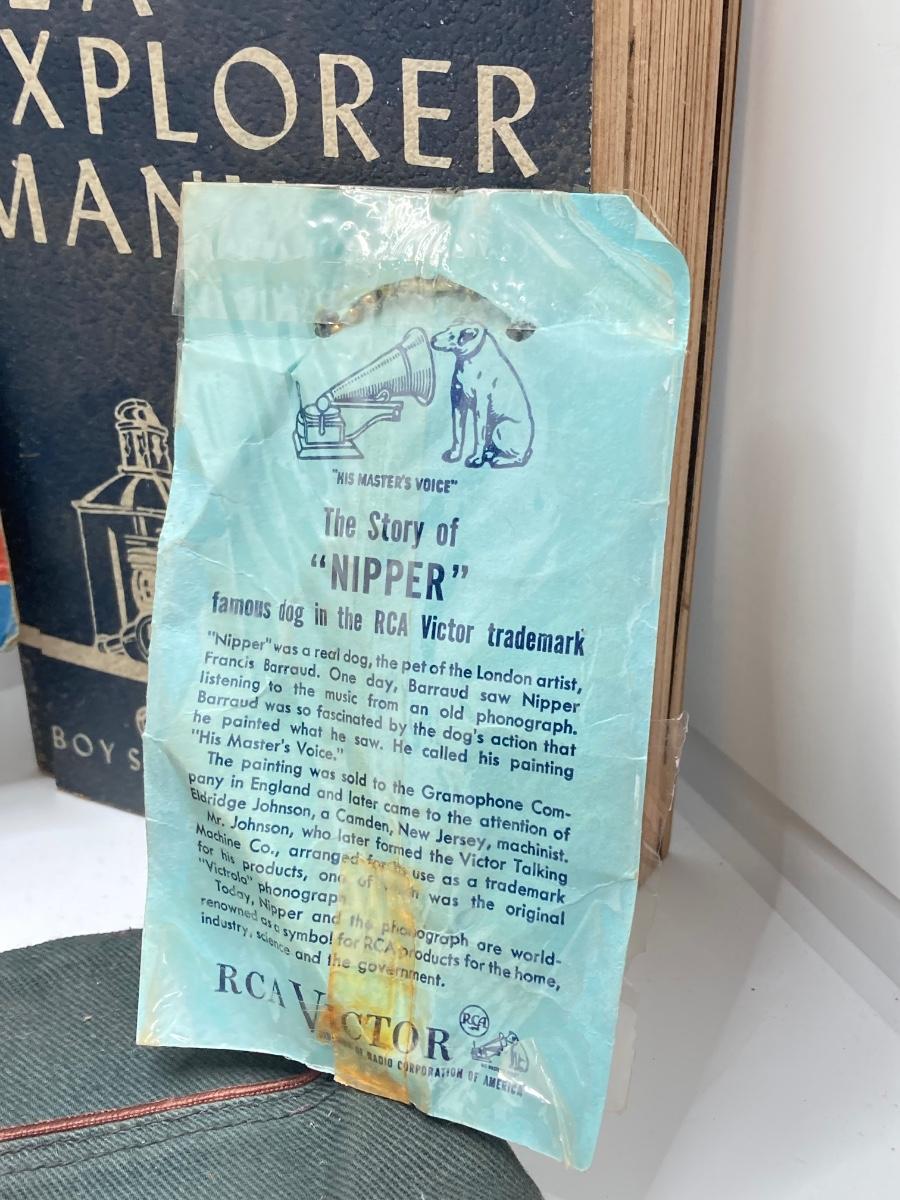 EXPLORER
BOY S
"HIS MASTER'S VOICE"
The Story of
"NIPPER"
famous dog in the RCA Victor trademark
"Nipper" was a real dog, the pet of the London artist,
Francis Barraud. One day, Barraud saw Nipper
listening to the music from an old phonograph.
Barraud was so fascinated by the dog's action that
he painted what he saw. He called his painting
"His Master's Voice."
The painting was sold to the Gramophone Com-
pany in England and later came to the attention of
Eldridge Johnson, a Camden, New Jersey, machinist.
Mr. Johnson, who later formed the Victor Talking
Machine Co., arranged for its use as a trademark
for his products, one of which was the original
"Victrola" phonograph
Today, Nipper and the phonograph are world-
renowned as a symbol for RCA products for the home,
industry, science and the government.
RCA VICTOR
RCA
OF RADIO CORPORATION OF AMERICA